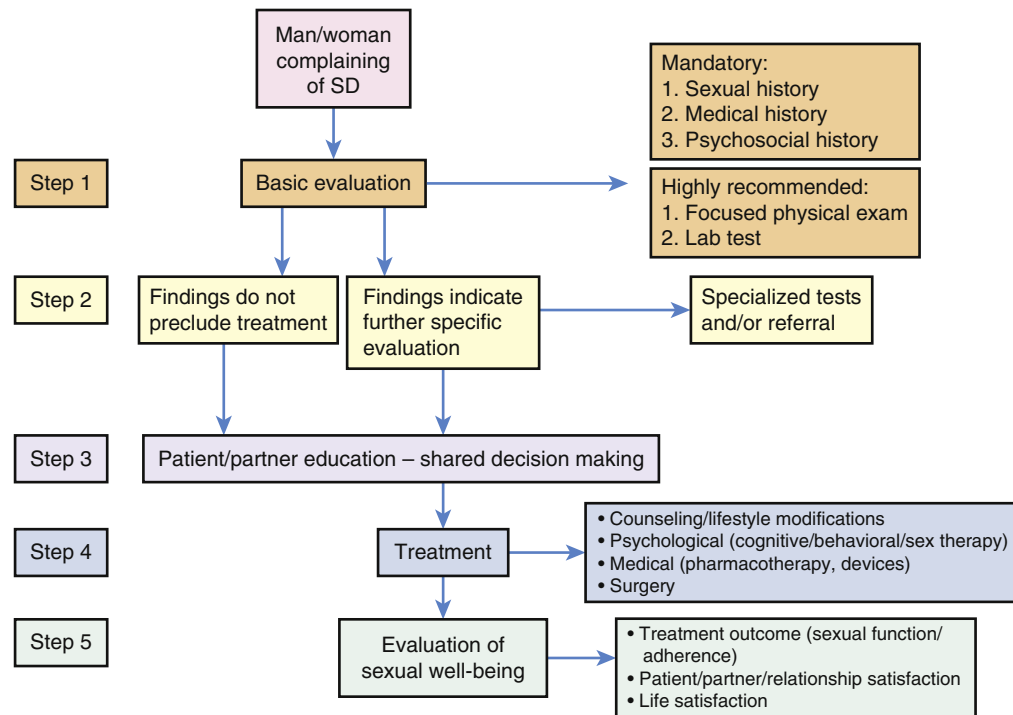 Man/woman
complaining
of SD
Mandatory:
1. Sexual history
2. Medical history
3. Psychosocial history
Step 1
Basic evaluation
Highly recommended:
1. Focused physical exam
2. Lab test
Step 2
Findings do not
preclude treatment
Findings indicate
further specific
evaluation
Specialized tests
and/or referral
Step 3
Patient/partner education – shared decision making
Step 4
Treatment
• Counseling/lifestyle modifications
• Psychological (cognitive/behavioral/sex therapy)
• Medical (pharmacotherapy, devices)
• Surgery
Step 5
Evaluation of
sexual well-being
• Treatment outcome (sexual function/
adherence)
• Patient/partner/relationship satisfaction
• Life satisfaction